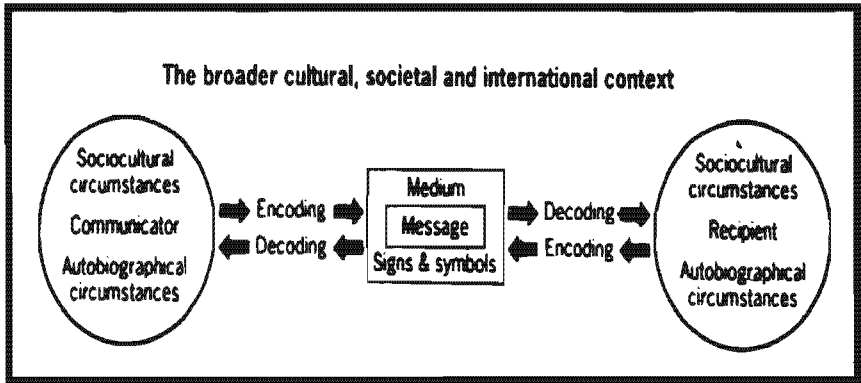 The broader cultural, societal and international context
Sociocultural
circumstances
Communicator
Autobiographical
circumstances
Encoding
Decoding
Medium
Message
Signs & symbols
Decoding
Encoding
Sociocultural
circumstances
Recipient
Autobiographical
circumstances